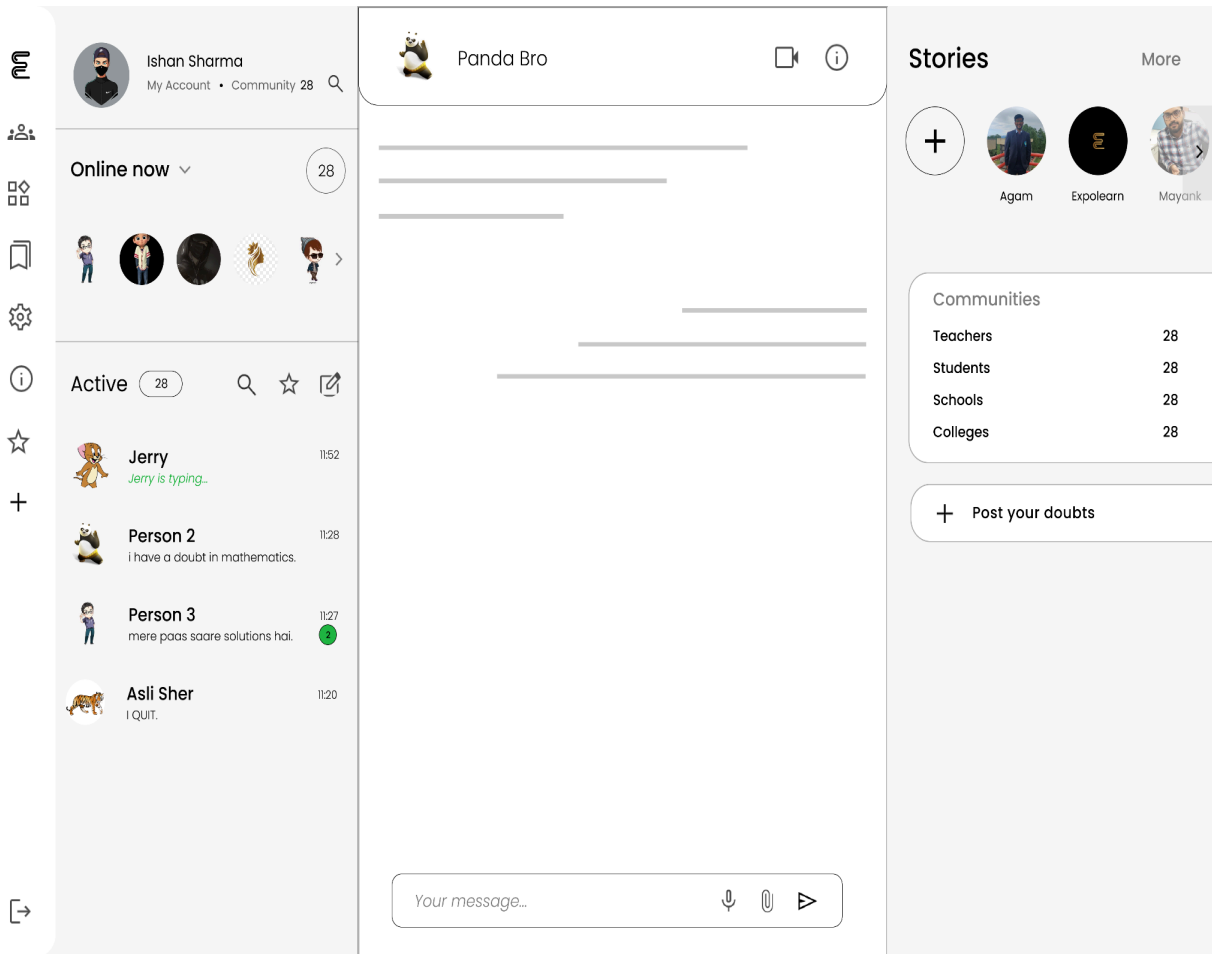 Ishan Sharma
My Account • Community 28
Online now
28
Active 28
Jerry 11:52
Jerry is typing...
Person 2 11:28
i have a doubt in mathematics.
Person 3 11:27
mere paas saare solutions hai. 2
Asli Sher 11:20
I QUIT.
Panda Bro
Your message...
Stories More
Agam Expolearn Mayank
Communities
Teachers 28
Students 28
Schools 28
Colleges 28
Post your doubts